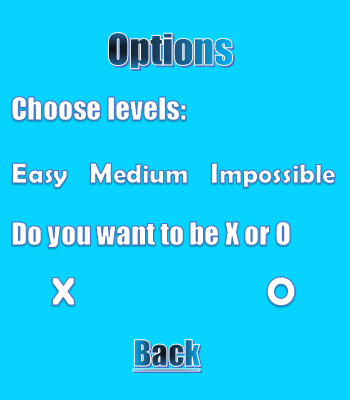 Options
Choose levels:
Easy Medium Impossible
Do you want to be X or O
X O
Back